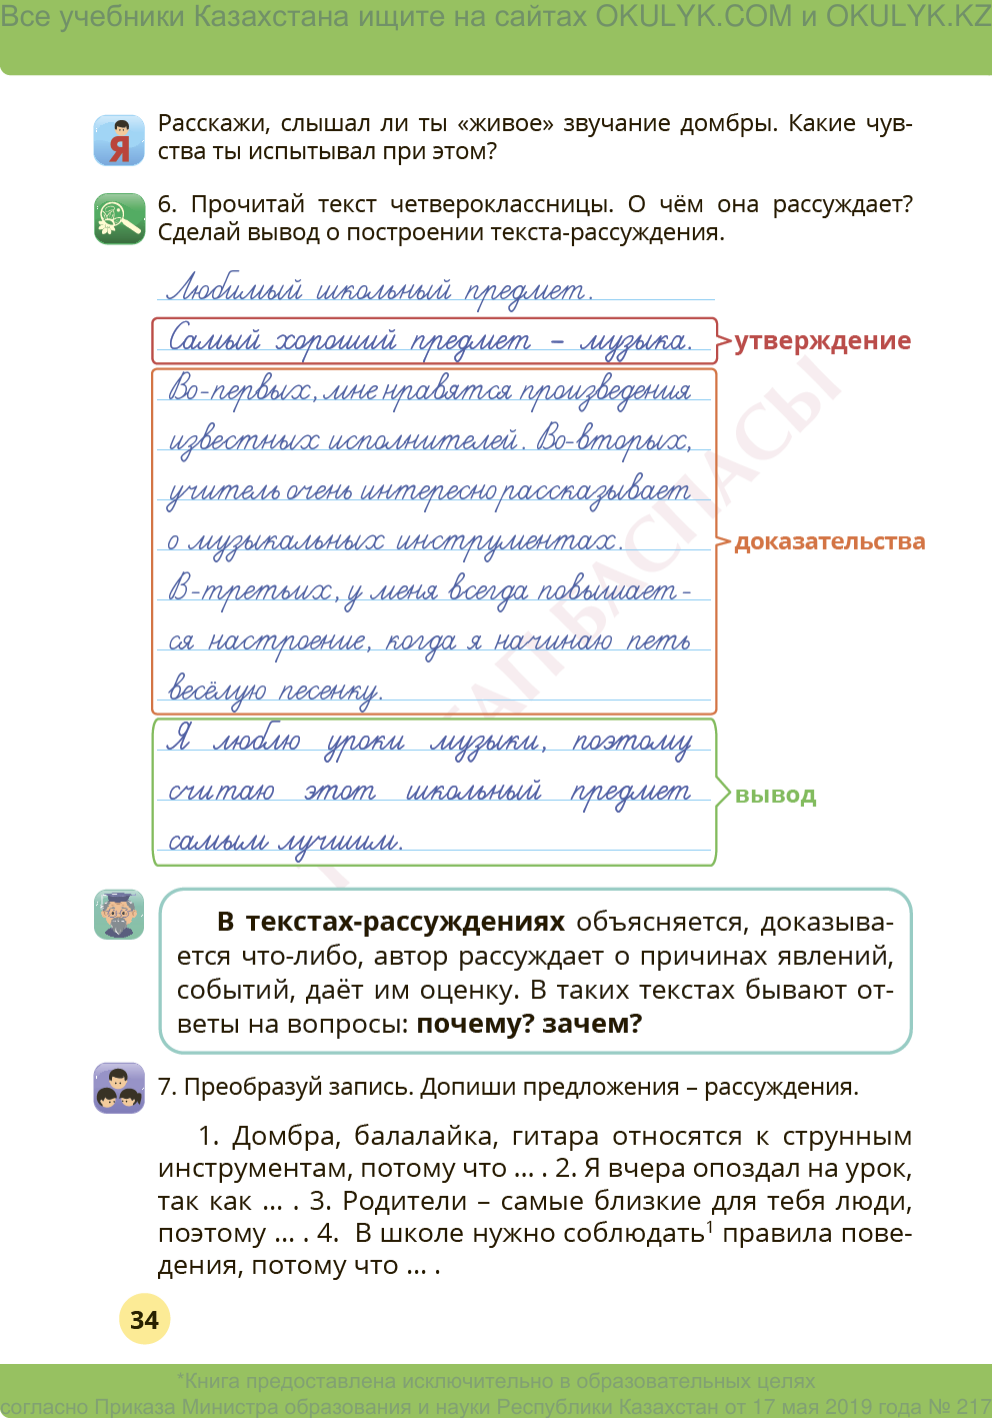 Все учебники Казахстана ищите на сайтах OKULYK.COM и OKULYK.KZ
Расскажи, слышал ли ты «живое» звучание домбры. Какие чув-
ства ты испытывал при этом?
Я
6. Прочитай текст четвероклассницы. О чём она рассуждает?
Сделай вывод о построении текста-рассуждения.
Любимый школьный предмет.
Самый хороший предмет – музыка.
утверждение
Во-первых, мне нравятся произведения
известных исполнителей. Во-вторых,
учитель очень интересно рассказывает
о музыкальных инструментах.
доказательства
В-третьих, у меня всегда повышает-
ся настроение, когда я начинаю петь
весёлую песенку.
Я люблю уроки музыки, поэтому
считаю этот школьный предмет
вывод
самым лучшим.
БАСПАСЫ
В текстах-рассуждениях объясняется, доказыва-
ется что-либо, автор рассуждает о причинах явлений,
событий, даёт им оценку. В таких текстах бывают от-
веты на вопросы: почему? зачем?
7. Преобразуй запись. Допиши предложения – рассуждения.
1. Домбра, балалайка, гитара относятся к струнным
инструментам, потому что ... . 2. Я вчера опоздал на урок,
так как ... . 3. Родители – самые близкие для тебя люди,
поэтому ... . 4. В школе нужно соблюдать¹ правила пове-
дения, потому что ... .
34
*Книга предоставлена исключительно в образовательных целях
согласно Приказа Министра образования и науки Республики Казахстан от 17 мая 2019 года № 217